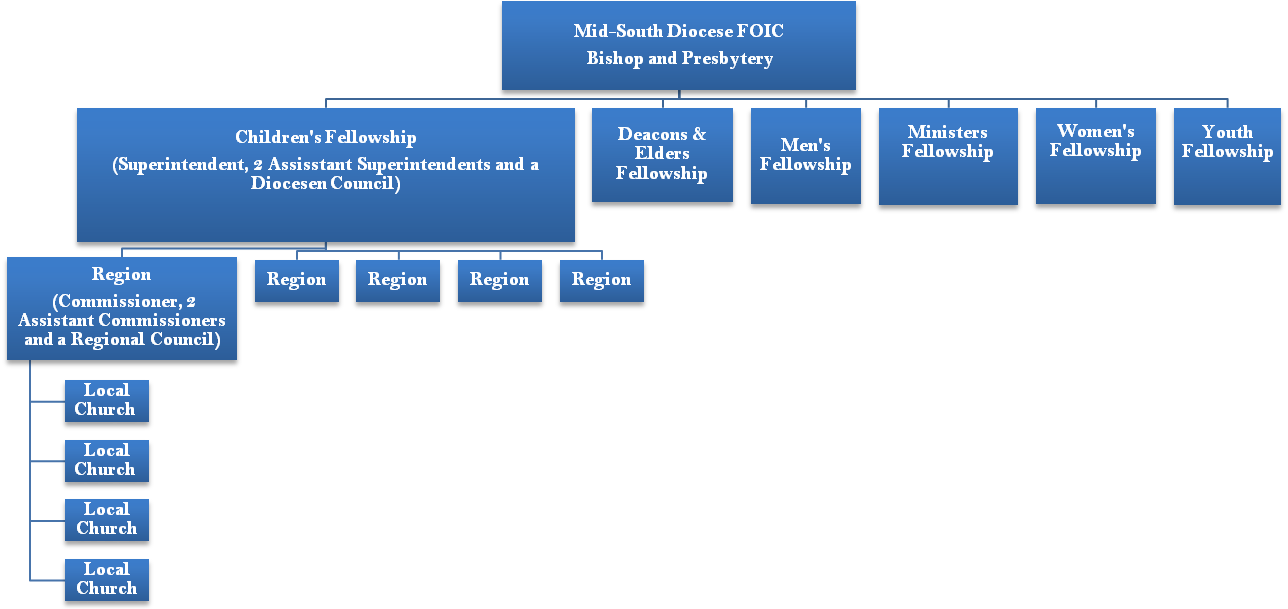 Mid-South Diocese FOIC
Bishop and Presbytery
Children's Fellowship
(Superintendent, 2 Assisstant Superintendents and a
Diocesen Council)
Deacons &
Elders
Fellowship
Men's
Fellowship
Ministers
Fellowship
Women's
Fellowship
Youth
Fellowship
Region
(Commissioner, 2
Assistant Commissioners
and a Regional Council)
Region
Region
Region
Region
Local
Church
Local
Church
Local
Church
Local
Church